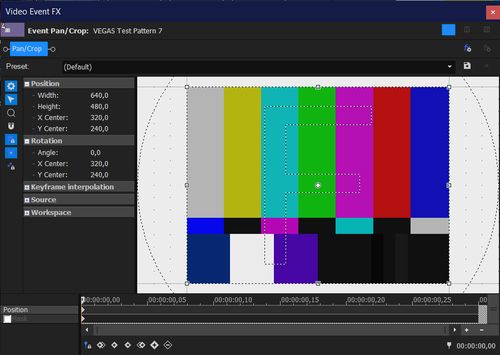 Video Event FX
Event Pan/Crop: VEGAS Test Pattern 7
Pan/Crop
Preset: (Default)
Position
Width: 640,0
Height: 480,0
X Center: 320,0
Y Center: 240,0
Rotation
Angle: 0,0
X Center: 320,0
Y Center: 240,0
Keyframe interpolation
Source
Workspace
00:00:00,00 00:00:00,05 00:00:00,10 00:00:00,15 00:00:00,20 00:00:00,25 ,00
Position
Mask
00:00:00,00